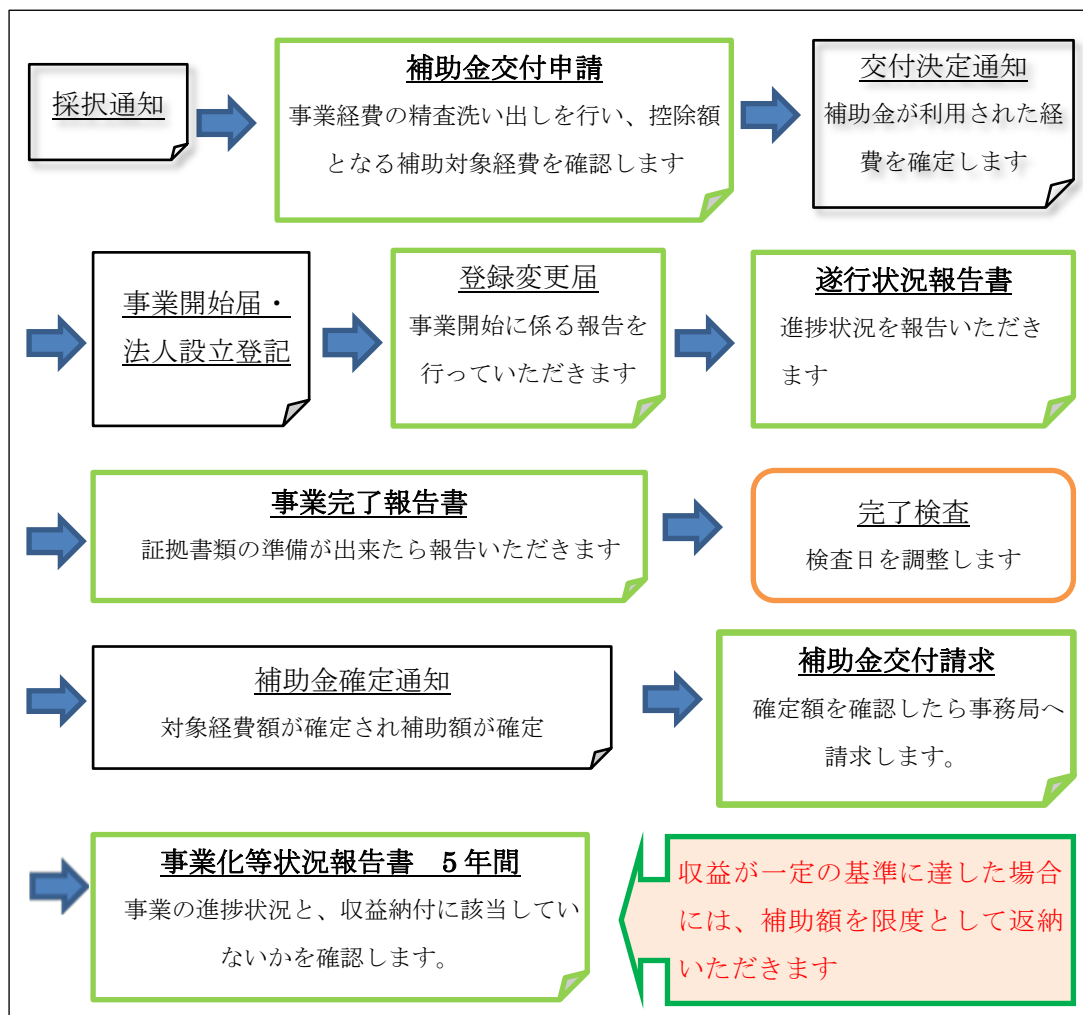 採択通知
補助金交付申請
事業経費の精査洗い出しを行い、控除額
となる補助対象経費を確認します
交付決定通知
補助金が利用された経
費を確定します
事業開始届・
法人設立登記
登録変更届
事業開始に係る報告を
行っていただきます
遂行状況報告書
進捗状況を報告いただき
ます
事業完了報告書
証拠書類の準備が出来たら報告いただきます
完了検査
検査日を調整します
補助金確定通知
対象経費額が確定され補助額が確定
補助金交付請求
確定額を確認したら事務局へ
請求します。
事業化等状況報告書　5 年間
事業の進捗状況と、収益納付に該当してい
ないかを確認します。
収益が一定の基準に達した場合
には、補助額を限度として返納
いただきます